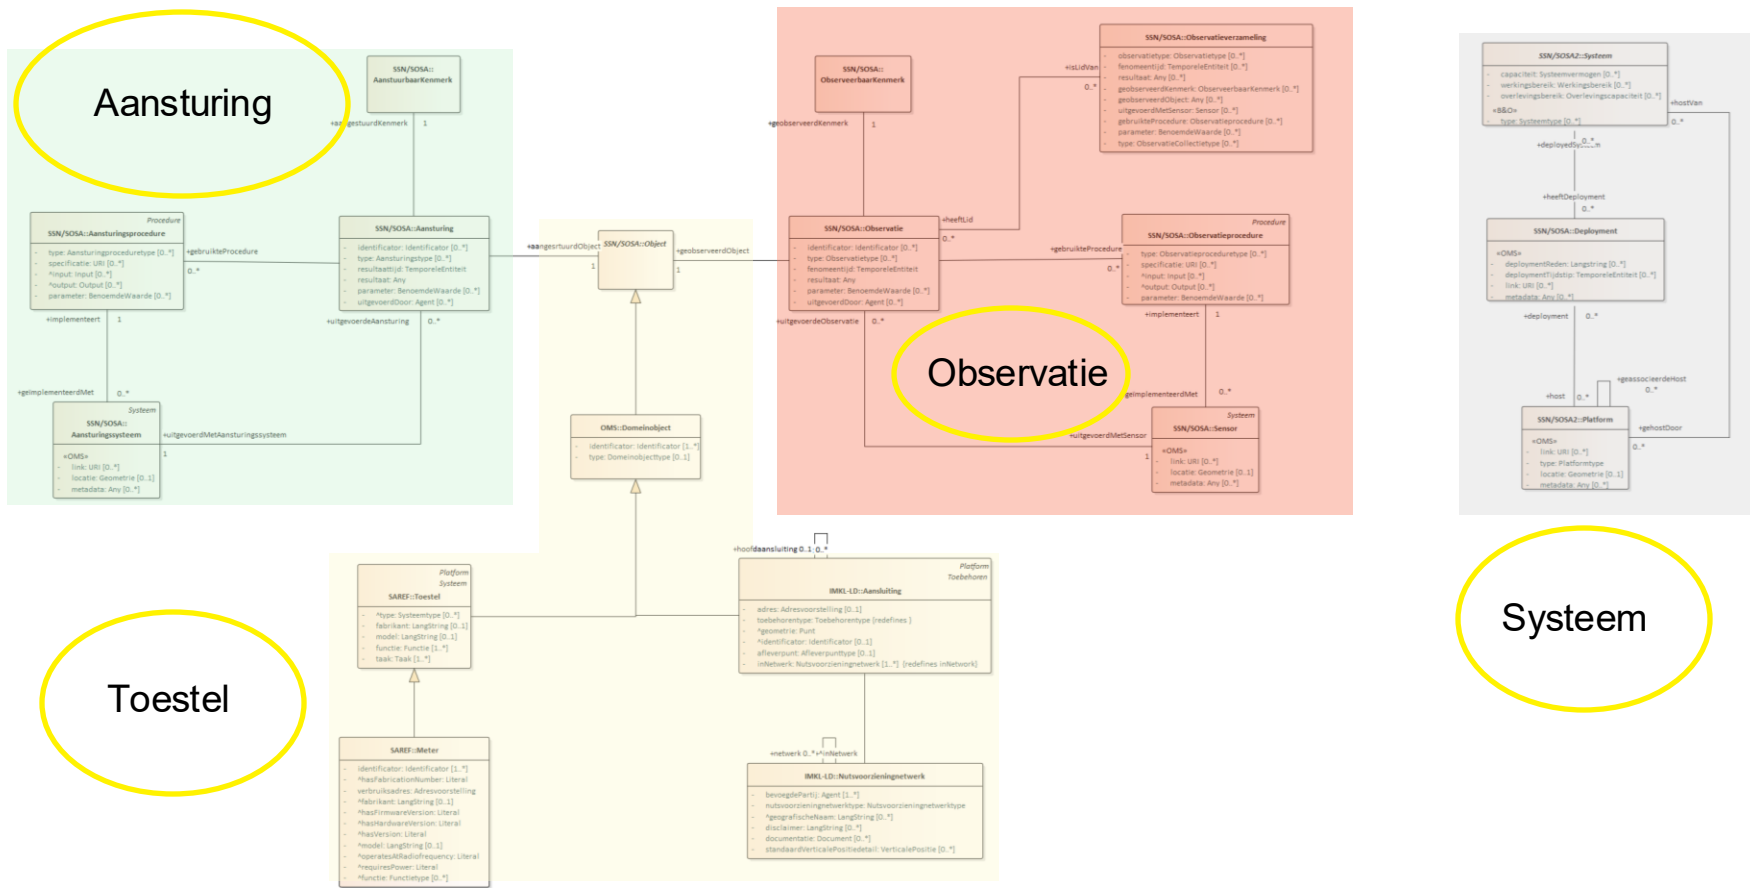 Aansturing
SSN/SOSA::
AanstuurbaarKenmerk
+aangestuurdKenmerk 1
Procedure
SSN/SOSA::Aansturingsprocedure
- type: Aansturingproceduretype [0..*]
- specificatie: URI [0..*]
- ^input: Input [0..*]
- ^output: Output [0..*]
- parameter: BenoemdeWaarde [0..*]
+gebruikteProcedure
0..*
SSN/SOSA::Aansturing
- identificator: Identificator [0..*]
- type: Aansturingstype [0..*]
- resultaattijd: TemporeleEntiteit
- resultaat: Any
- parameter: BenoemdeWaarde [0..*]
- uitgevoerdDoor: Agent [0..*]
+implementeert 1
+uitgevoerdeAansturing 0..*
+geimplementeerdMet 0..*
Systeem
SSN/SOSA::
Aansturingssysteem
«OMS»
- link: URI [0..*]
- locatie: Geometrie [0..1]
- metadata: Any [0..*]
+uitgevoerdMetAansturingssysteem
1
+aangesrtuurdObject
1
SSN/SOSA::Object
+geobserveerdObject
1
OMS::Domeinobject
- identificator: Identificator [1..*]
- type: Domeinobjecttype [0..1]
SSN/SOSA::
ObserveerbaarKenmerk
+geobserveerdKenmerk 1
SSN/SOSA::Observatieverzameling
- observatietype: Observatietype [0..*]
- fenomeentijd: TemporeleEntiteit [0..*]
- resultaat: Any [0..*]
- geobserveerdKenmerk: ObserveerbaarKenmerk [0..*]
- geobserveerdObject: Any [0..*]
- uitgevoerdMetSensor: Sensor [0..*]
- gebruikteProcedure: Observatieprocedure [0..*]
- parameter: BenoemdeWaarde [0..*]
- type: ObservatieCollectietype [0..*]
+isLidVan
0..*
SSN/SOSA::Observatie
- identificator: Identificator [0..*]
- type: Observatietype [0..*]
- fenomeentijd: TemporeleEntiteit
- resultaat: Any
- parameter: BenoemdeWaarde [0..*]
- uitgevoerdDoor: Agent [0..*]
+heeftLid
0..*
+gebruikteProcedure
0..*
Procedure
SSN/SOSA::Observatieprocedure
- type: Observatieproceduretype [0..*]
- specificatie: URI [0..*]
- ^input: Input [0..*]
- ^output: Output [0..*]
- parameter: BenoemdeWaarde [0..*]
+uitgevoerdeObservatie 0..*
+implementeert 1
Observatie
+geimplementeerdMet 0..*
+uitgevoerdMetSensor
1
Systeem
SSN/SOSA::Sensor
«OMS»
- link: URI [0..*]
- locatie: Geometrie [0..1]
- metadata: Any [0..*]
SSN/SOSA2::Systeem
- capaciteit: Systeemvermogen [0..*]
- werkingsbereik: Werkingsbereik [0..*]
- overlevingsbereik: Overlevingscapaciteit [0..*]
«B&O»
- type: Systeemtype [0..*]
+hostVan
0..*
0..*
+deployedSystem
+heeftDeployment
0..*
SSN/SOSA::Deployment
«OMS»
- deploymentReden: Langstring [0..*]
- deploymentTijdstip: TemporeleEntiteit [0..*]
- link: URI [0..*]
- metadata: Any [0..*]
+deployment 0..*
+geassocieerdeHost
0..*
+host 0..*
SSN/SOSA2::Platform
«OMS»
- link: URI [0..*]
- type: Platformtype
- locatie: Geometrie [0..1]
- metadata: Any [0..*]
+gehostDoor
0..*
Systeem
Toestel
Platform
Systeem
SAREF::Toestel
- ^type: Systeemtype [0..*]
- fabrikant: LangString [0..1]
- model: LangString [0..1]
- functie: Functie [1..*]
- taak: Taak [1..*]
+hoofdaansluiting 0..1 0..*
Platform
Toebehoren
IMKL-LD::Aansluiting
- adres: Adresvoorstelling [0..1]
- toebehorentype: Toebehorentype {redefines }
- ^geometrie: Punt
- ^identificator: Identificator [0..1]
- afleverpunt: Afleverpunttype [0..1]
- inNetwerk: Nutsvoorzieningnetwerk [1..*] {redefines inNetwork}
SAREF::Meter
- identificator: Identificator [1..*]
- ^hasFabricationNumber: Literal
- verbruiksadres: Adresvoorstelling
- ^fabrikant: LangString [0..1]
- ^hasFirmwareVersion: Literal
- ^hasHardwareVersion: Literal
- ^hasVersion: Literal
- ^model: LangString [0..1]
- ^operatesAtRadiofrequency: Literal
- ^requiresPower: Literal
- ^functie: Functietype [0..*]
+netwerk 0..* +^inNetwerk
IMKL-LD::Nutsvoorzieningnetwerk
- bevoegdePartij: Agent [1..*]
- nutsvoorzieningnetwerktype: Nutsvoorzieningnetwerktype
- ^geografischeNaam: LangString [0..*]
- disclaimer: LangString [0..*]
- documentatie: Document [0..*]
- standaardVerticalePositiedetail: VerticalePositie [0..*]